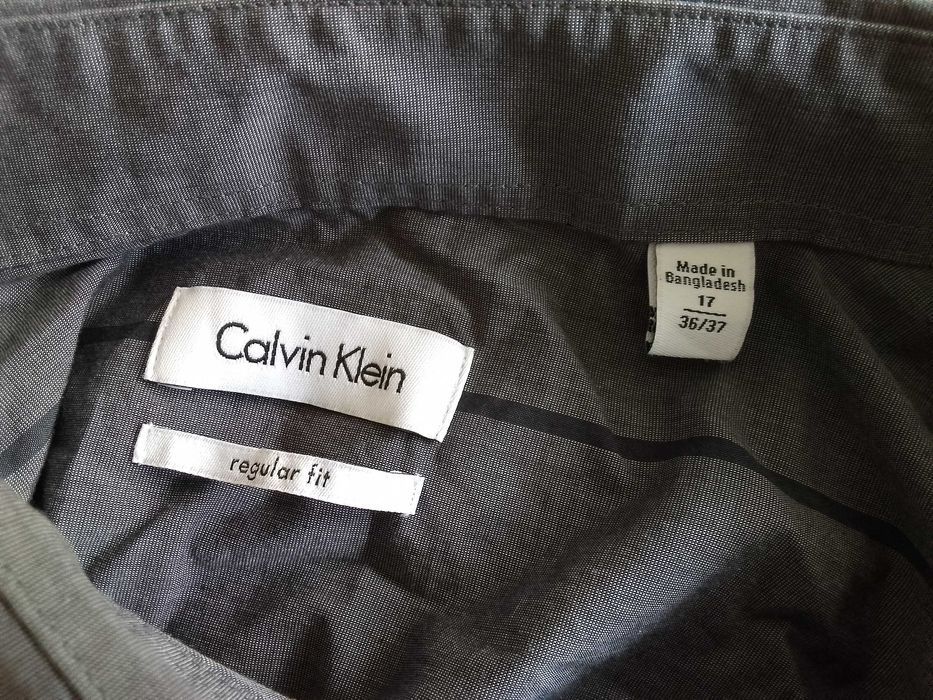 Calvin Klein
regular fit
Made in
Bangladesh
17
36/37